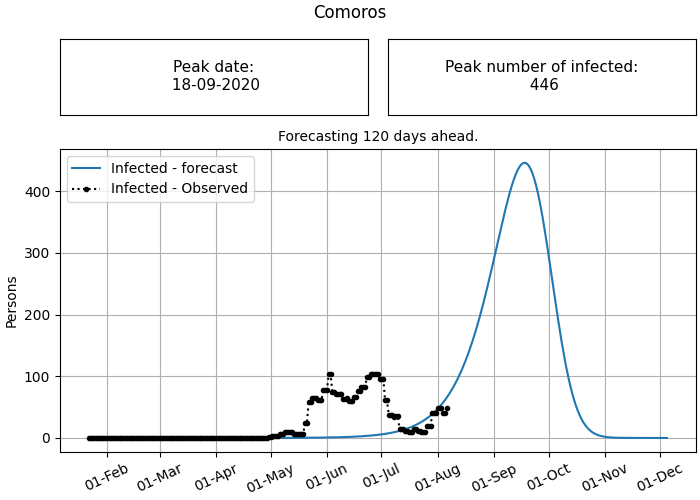 Comoros
Peak date:
18-09-2020
Peak number of infected:
446
Forecasting 120 days ahead.
Infected - forecast
Infected - Observed
Persons
400
300
200
100
0
01-Feb
01-Mar
01-Apr
01-May
01-Jun
01-Jul
01-Aug
01-Sep
01-Oct
01-Nov
01-Dec